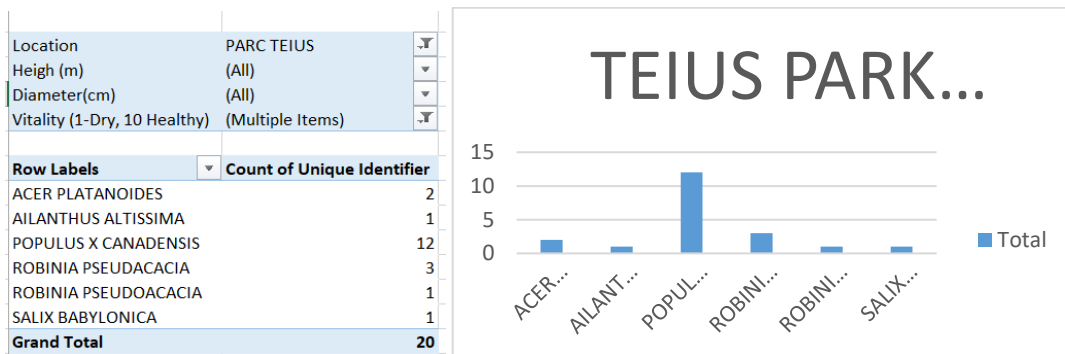 Location PARC TEIUS
Heigh (m) (All)
Diameter(cm) (All)
Vitality (1-Dry, 10 Healthy) (Multiple Items)
Row Labels Count of Unique Identifier
ACER PLATANOIDES 2
AILANTHUS ALTISSIMA 1
POPULUS X CANADENSIS 12
ROBINIA PSEUDACACIA 3
ROBINIA PSEUDOACACIA 1
SALIX BABYLONICA 1
Grand Total 20
TEIUS PARK...
15
10
5
0
ACER...
AILANT...
POPUL...
ROBINI...
ROBINI...
SALIX...
Total